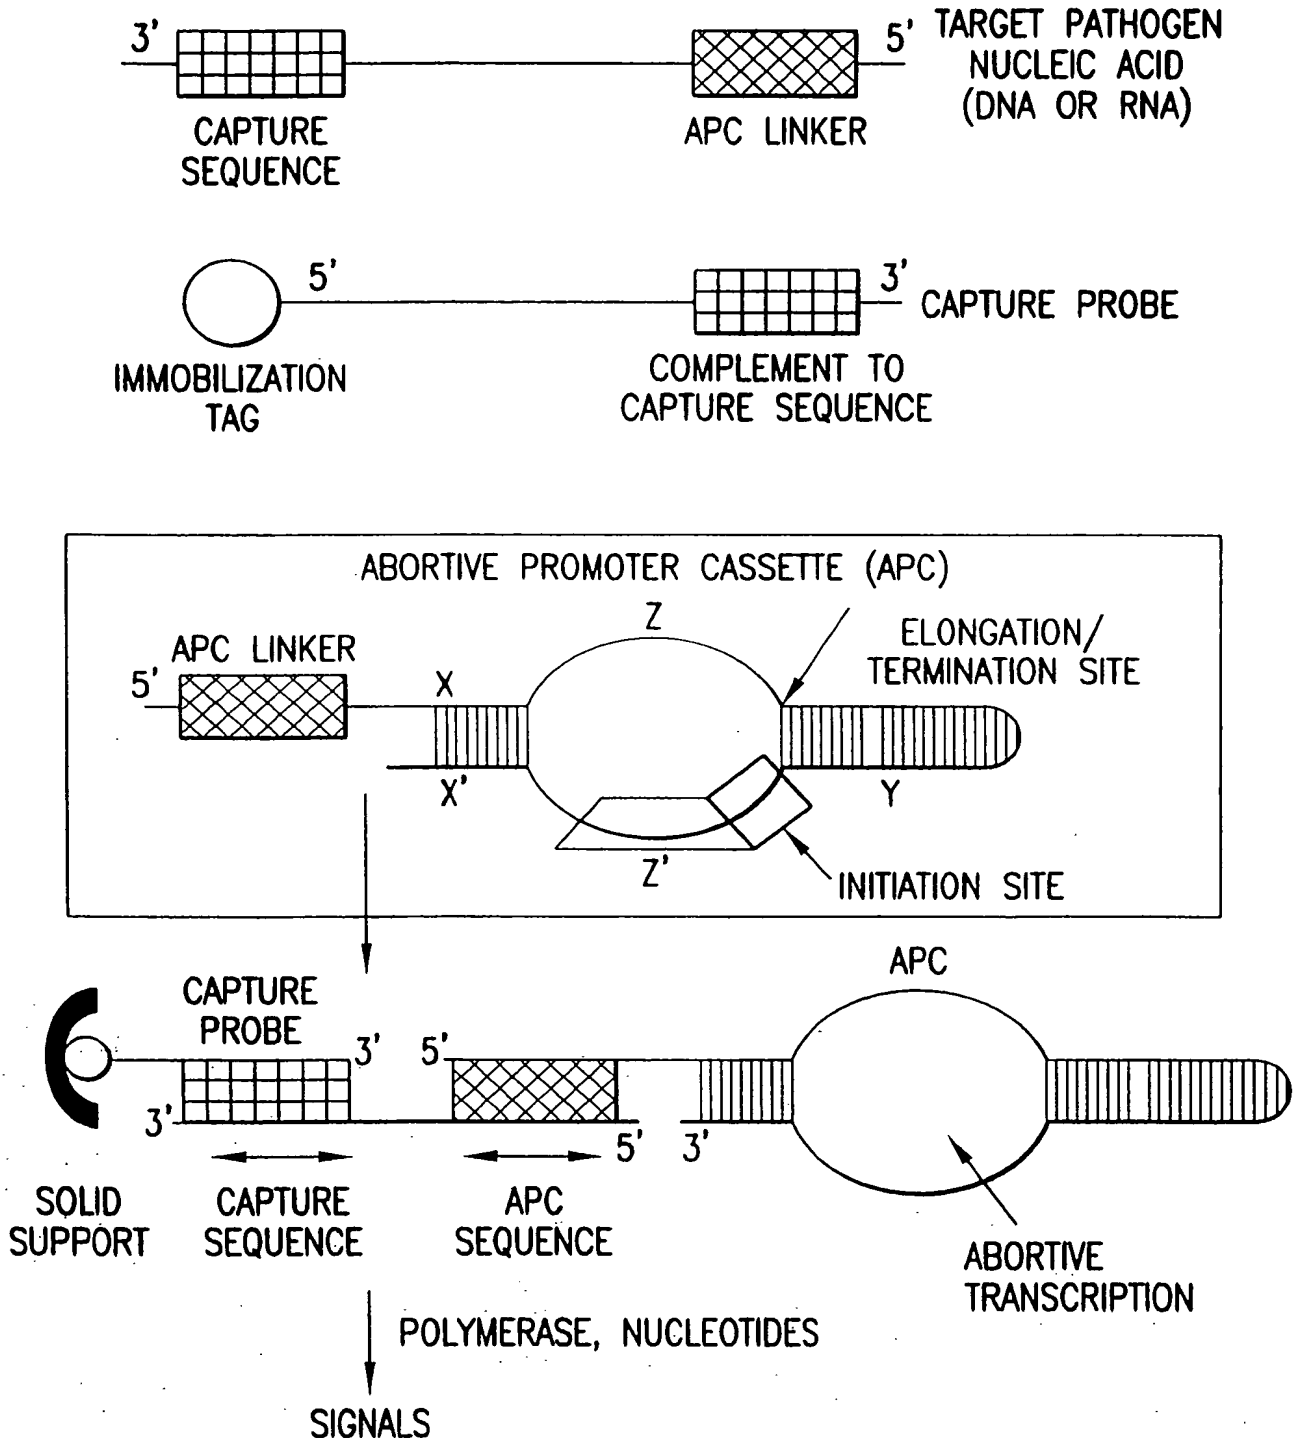 3' 5' TARGET PATHOGEN
NUCLEIC ACID
(DNA OR RNA)
CAPTURE
SEQUENCE
APC LINKER
5' 3' CAPTURE PROBE
IMMOBILIZATION
TAG
COMPLEMENT TO
CAPTURE SEQUENCE
ABORTIVE PROMOTER CASSETTE (APC)
Z
ELONGATION/
TERMINATION SITE
APC LINKER
5'
X
X'
Y
Z'
INITIATION SITE
APC
CAPTURE
PROBE
3' 5'
3' 5' 3'
SOLID
SUPPORT
CAPTURE
SEQUENCE
APC
SEQUENCE
ABORTIVE
TRANSCRIPTION
POLYMERASE, NUCLEOTIDES
SIGNALS